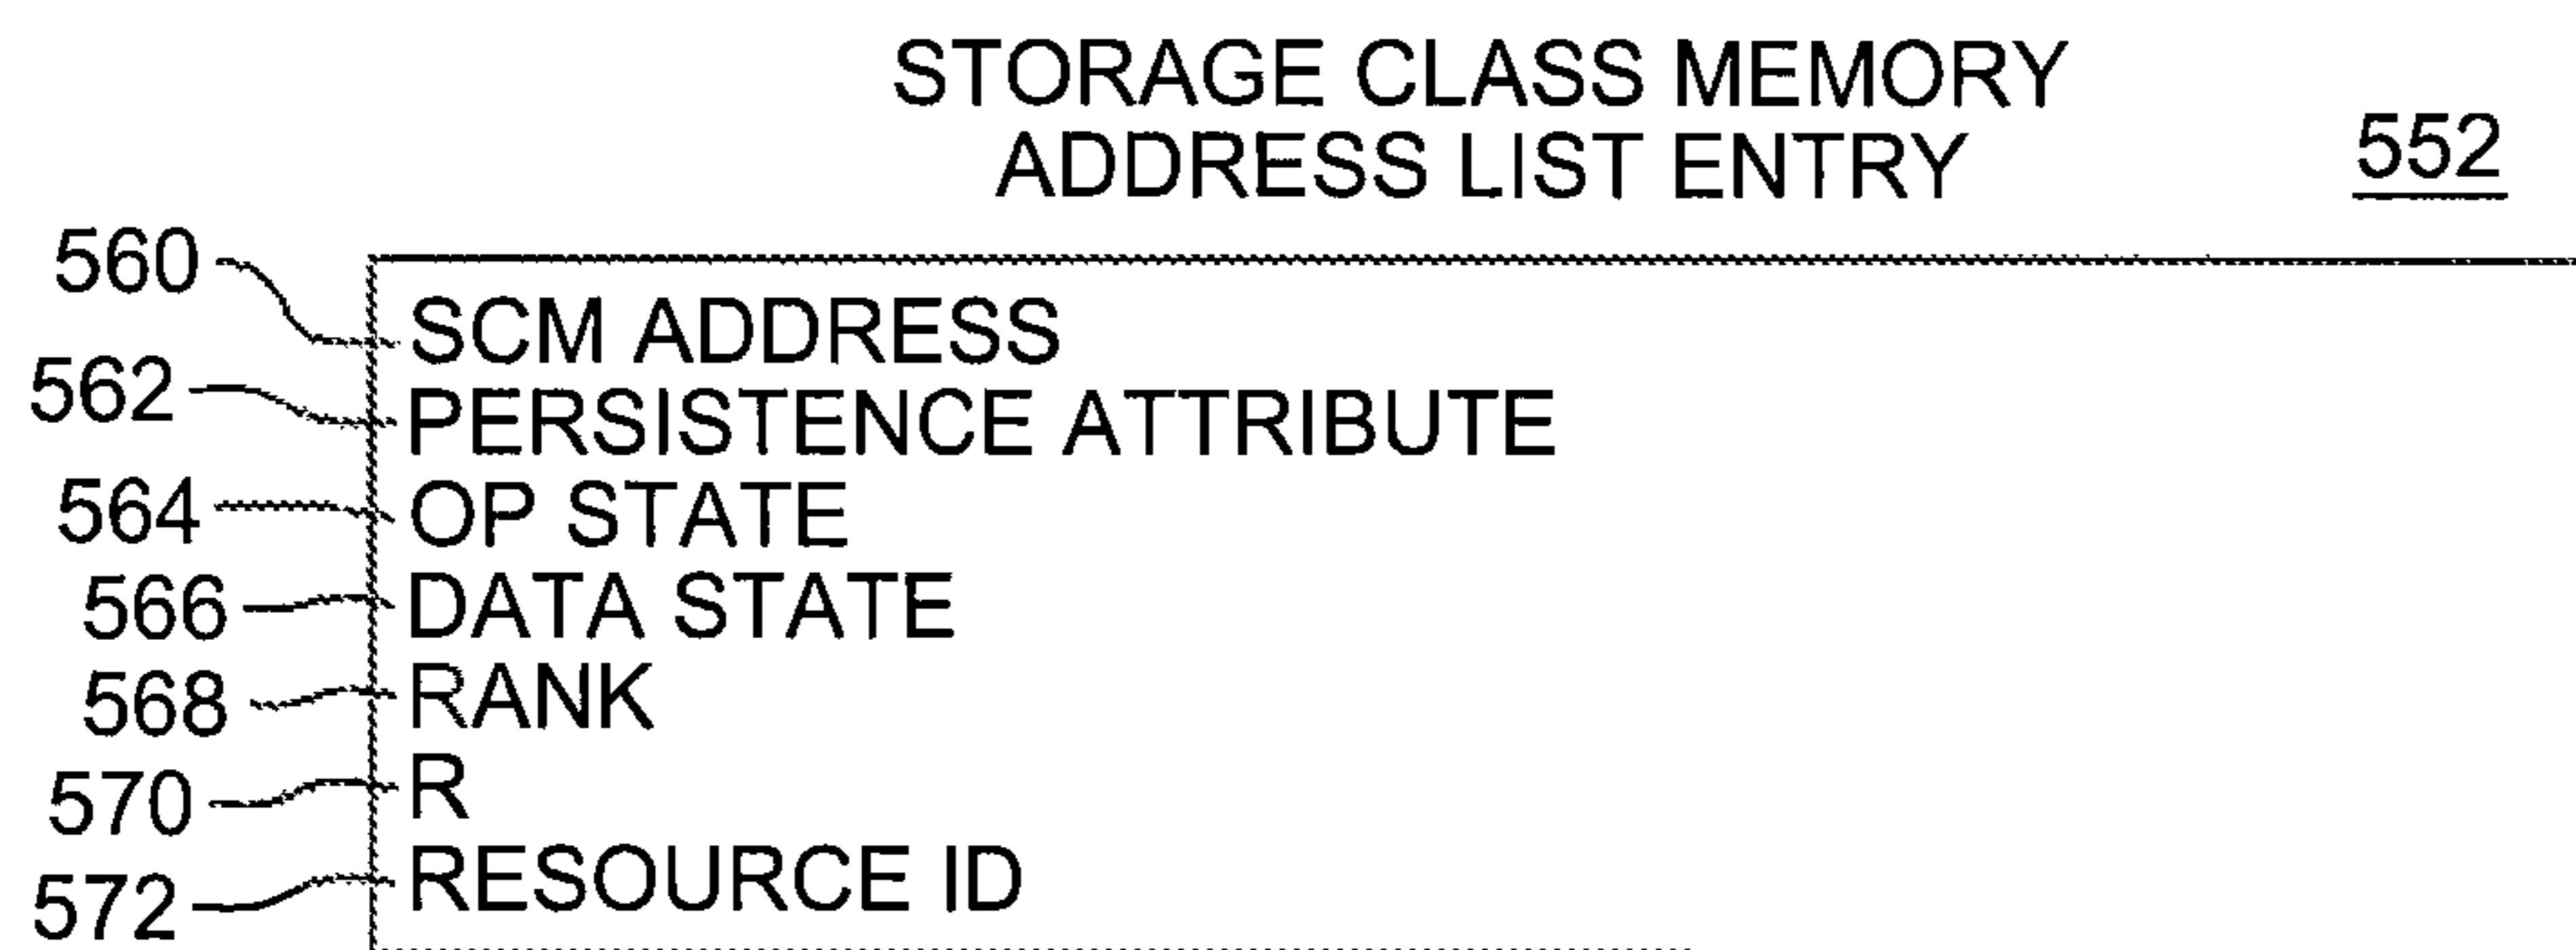 STORAGE CLASS MEMORY
ADDRESS LIST ENTRY
552
560 SCM ADDRESS
562 PERSISTENCE ATTRIBUTE
564 OP STATE
566 DATA STATE
568 RANK
570 R
572 RESOURCE ID